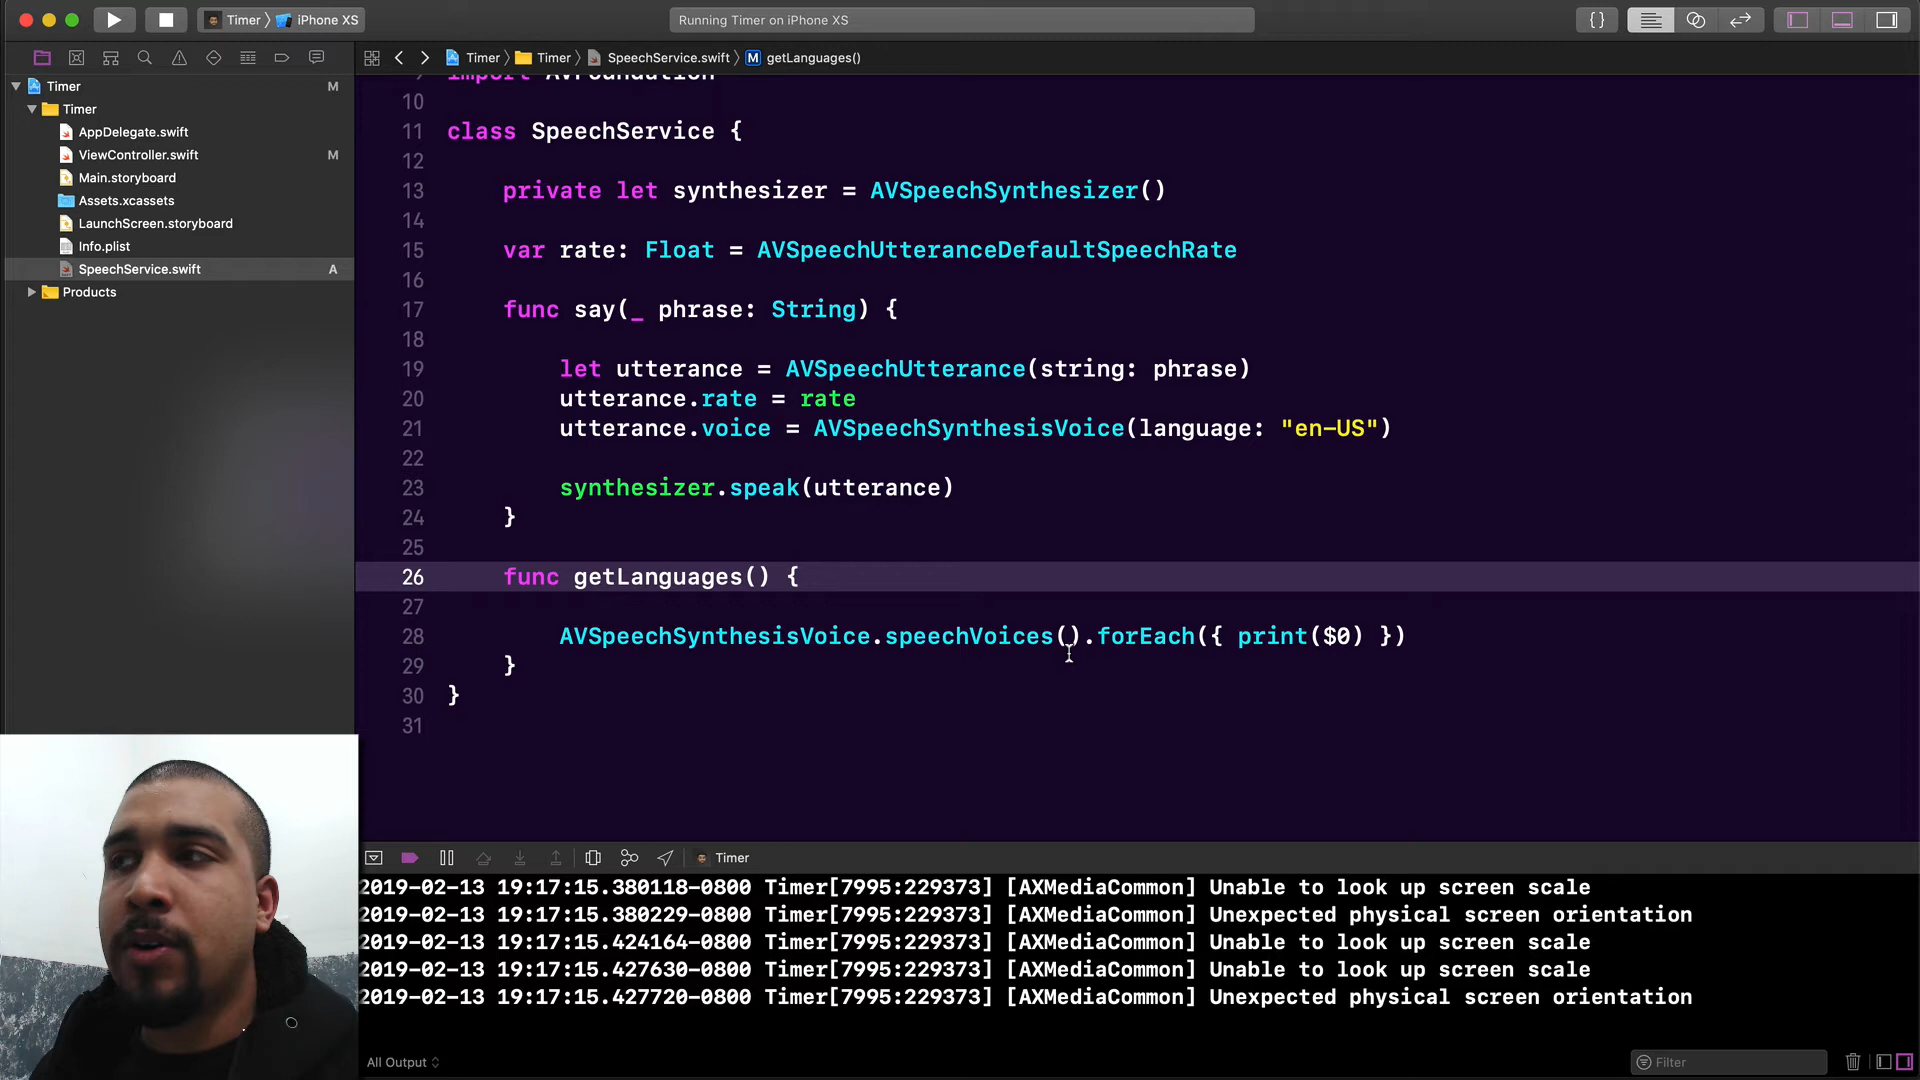 Timer
iPhone XS
Running Timer on iPhone XS
{}
Timer
Timer
SpeechService.swift
M
getLanguages()
Timer
M
Timer
AppDelegate.swift
ViewController.swift
M
Main.storyboard
Assets.xcassets
LaunchScreen.storyboard
Info.plist
SpeechService.swift
A
Products
9 import AVFoundation
10
11 class SpeechService {
12
13 private let synthesizer = AVSpeechSynthesizer()
14
15 var rate: Float = AVSpeechUtteranceDefaultSpeechRate
16
17 func say(_ phrase: String) {
18
19 let utterance = AVSpeechUtterance(string: phrase)
20 utterance.rate = rate
21 utterance.voice = AVSpeechSynthesisVoice(language: "en-US")
22
23 synthesizer.speak(utterance)
24 }
25
26 func getLanguages() {
27
28 AVSpeechSynthesisVoice.speechVoices().forEach({ print($0) })
29 }
30 }
31
Timer
2019-02-13 19:17:15.380118-0800 Timer[7995:229373] [AXMediaCommon] Unable to look up screen scale
2019-02-13 19:17:15.380229-0800 Timer[7995:229373] [AXMediaCommon] Unexpected physical screen orientation
2019-02-13 19:17:15.424164-0800 Timer[7995:229373] [AXMediaCommon] Unable to look up screen scale
2019-02-13 19:17:15.427630-0800 Timer[7995:229373] [AXMediaCommon] Unable to look up screen scale
2019-02-13 19:17:15.427720-0800 Timer[7995:229373] [AXMediaCommon] Unexpected physical screen orientation
All Output
Filter